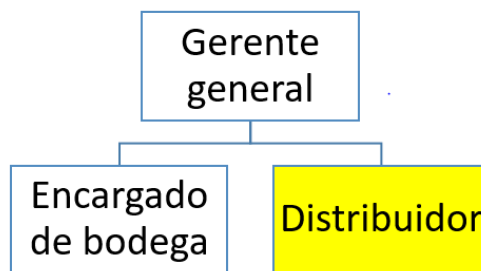 Gerente
general
Encargado
de bodega
Distribuidor